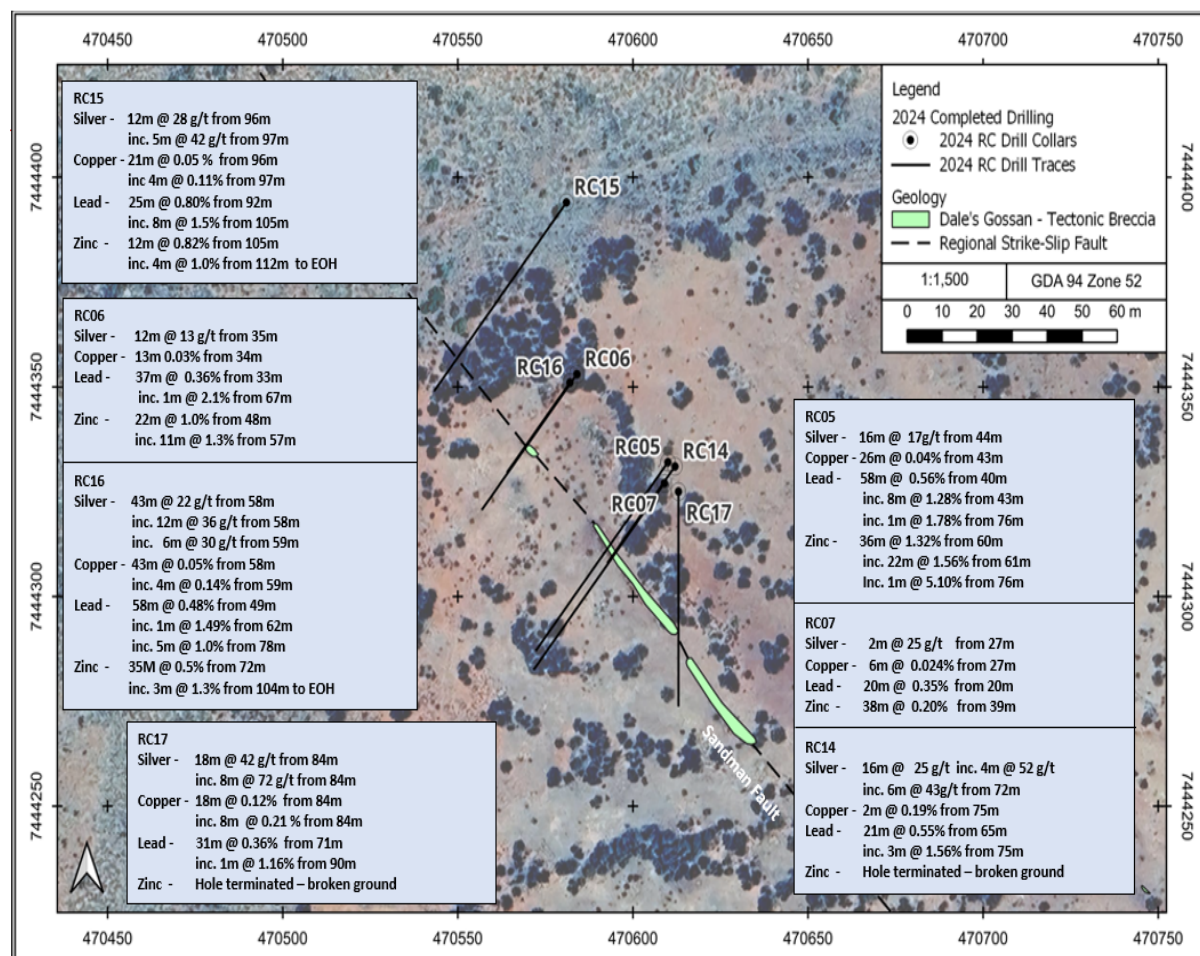 470450 470500 470550 470600 470650 470700 470750
RC15
Silver - 12m @ 28 g/t from 96m
inc. 5m @ 42 g/t from 97m
Copper - 21m @ 0.05 % from 96m
inc 4m @ 0.11% from 97m
Lead - 25m @ 0.80% from 92m
inc. 8m @ 1.5% from 105m
Zinc - 12m @ 0.82% from 105m
inc. 4m @ 1.0% from 112m to EOH
RC06
Silver - 12m @ 13 g/t from 35m
Copper - 13m 0.03% from 34m
Lead - 37m @ 0.36% from 33m
inc. 1m @ 2.1% from 67m
Zinc - 22m @ 1.0% from 48m
inc. 11m @ 1.3% from 57m
RC16
Silver - 43m @ 22 g/t from 58m
inc. 12m @ 36 g/t from 58m
inc. 6m @ 30 g/t from 59m
Copper - 43m @ 0.05% from 58m
inc. 4m @ 0.14% from 59m
Lead - 58m @ 0.48% from 49m
inc. 1m @ 1.49% from 62m
inc. 5m @ 1.0% from 78m
Zinc - 35M @ 0.5% from 72m
inc. 3m @ 1.3% from 104m to EOH
RC17
Silver - 18m @ 42 g/t from 84m
inc. 8m @ 72 g/t from 84m
Copper - 18m @ 0.12% from 84m
inc. 8m @ 0.21 % from 84m
Lead - 31m @ 0.36% from 71m
inc. 1m @ 1.16% from 90m
Zinc - Hole terminated – broken ground
Legend
2024 Completed Drilling
2024 RC Drill Collars
2024 RC Drill Traces
Geology
Dale's Gossan - Tectonic Breccia
Regional Strike-Slip Fault
1:1,500 GDA 94 Zone 52
0 10 20 30 40 50 60 m
RC05
Silver - 16m @ 17g/t from 44m
Copper - 26m @ 0.04% from 43m
Lead - 58m @ 0.56% from 40m
inc. 8m @ 1.28% from 43m
inc. 1m @ 1.78% from 76m
Zinc - 36m @ 1.32% from 60m
inc. 22m @ 1.56% from 61m
Inc. 1m @ 5.10% from 76m
RC07
Silver - 2m @ 25 g/t from 27m
Copper - 6m @ 0.024% from 27m
Lead - 20m @ 0.35% from 20m
Zinc - 38m @ 0.20% from 39m
RC14
Silver - 16m @ 25 g/t inc. 4m @ 52 g/t
inc. 6m @ 43g/t from 72m
Copper - 2m @ 0.19% from 75m
Lead - 21m @ 0.55% from 65m
inc. 3m @ 1.56% from 75m
Zinc - Hole terminated – broken ground
RC15
RC16 RC06
RC05 RC14
RC07 RC17
Sandman Fault
7444400
7444350
7444300
7444250
7444400
7444350
7444300
7444250
470450 470500 470550 470600 470650 470700 470750